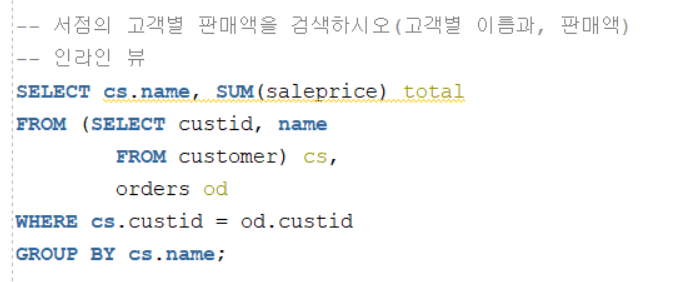 -- 서점의 고객별 판매액을 검색하시오(고객별 이름과, 판매액)
-- 인라인 뷰
SELECT cs.name, SUM(saleprice) total
FROM (SELECT custid, name
FROM customer) cs,
orders od
WHERE cs.custid = od.custid
GROUP BY cs.name;